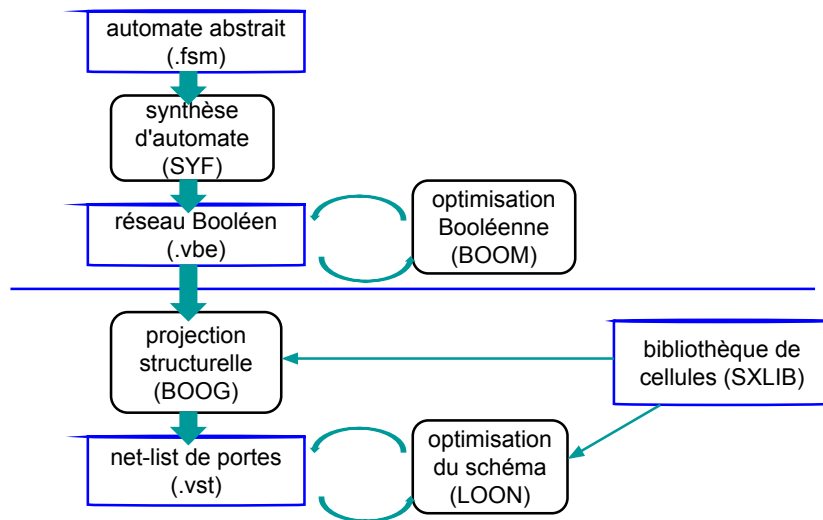 automate abstrait
(.fsm)
synthèse
d'automate
(SYF)
réseau Booléen
(.vbe)
optimisation
Booléenne
(BOOM)
projection
structurelle
(BOOG)
bibliothèque de
cellules (SXLIB)
net-list de portes
(.vst)
optimisation
du schéma
(LOON)